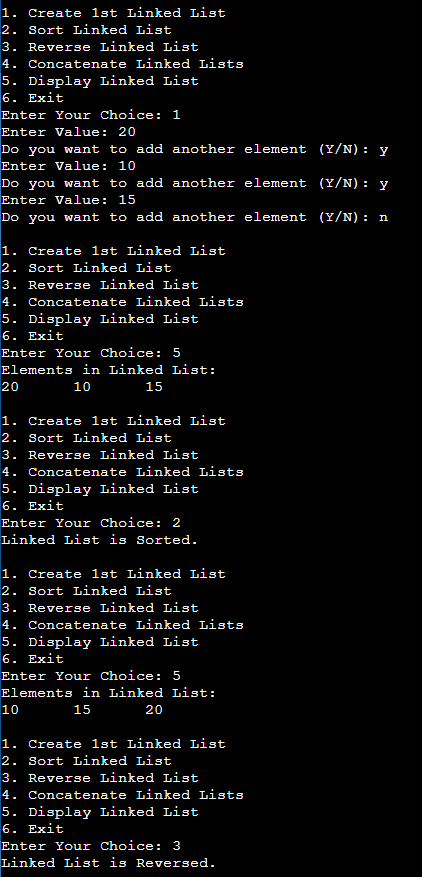 1. Create 1st Linked List
2. Sort Linked List
3. Reverse Linked List
4. Concatenate Linked Lists
5. Display Linked List
6. Exit
Enter Your Choice: 1
Enter Value: 20
Do you want to add another element (Y/N): y
Enter Value: 10
Do you want to add another element (Y/N): y
Enter Value: 15
Do you want to add another element (Y/N): n

1. Create 1st Linked List
2. Sort Linked List
3. Reverse Linked List
4. Concatenate Linked Lists
5. Display Linked List
6. Exit
Enter Your Choice: 5
Elements in Linked List:
20      10      15

1. Create 1st Linked List
2. Sort Linked List
3. Reverse Linked List
4. Concatenate Linked Lists
5. Display Linked List
6. Exit
Enter Your Choice: 2
Linked List is Sorted.

1. Create 1st Linked List
2. Sort Linked List
3. Reverse Linked List
4. Concatenate Linked Lists
5. Display Linked List
6. Exit
Enter Your Choice: 5
Elements in Linked List:
10      15      20

1. Create 1st Linked List
2. Sort Linked List
3. Reverse Linked List
4. Concatenate Linked Lists
5. Display Linked List
6. Exit
Enter Your Choice: 3
Linked List is Reversed.